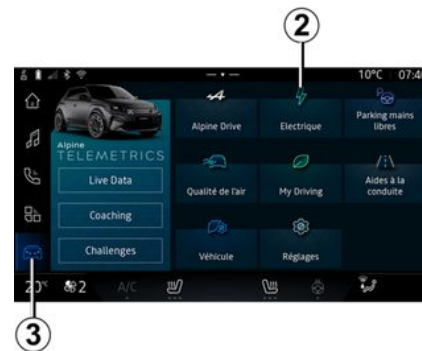 2
10°C 07:40
Alpine Drive
Electrique
Parking mains
libres
Alpine
TELEMETRICS
Live Data
Coaching
Challenges
Qualité de l'air
My Driving
Aides à la
conduite
Véhicule
Réglages
20°C
2
A/C
3